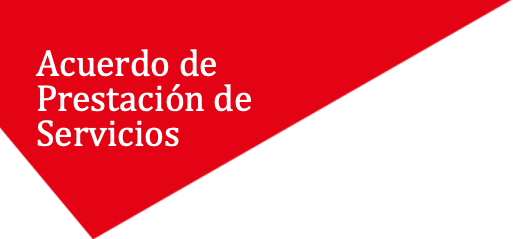 Acuerdo de
Prestación de
Servicios